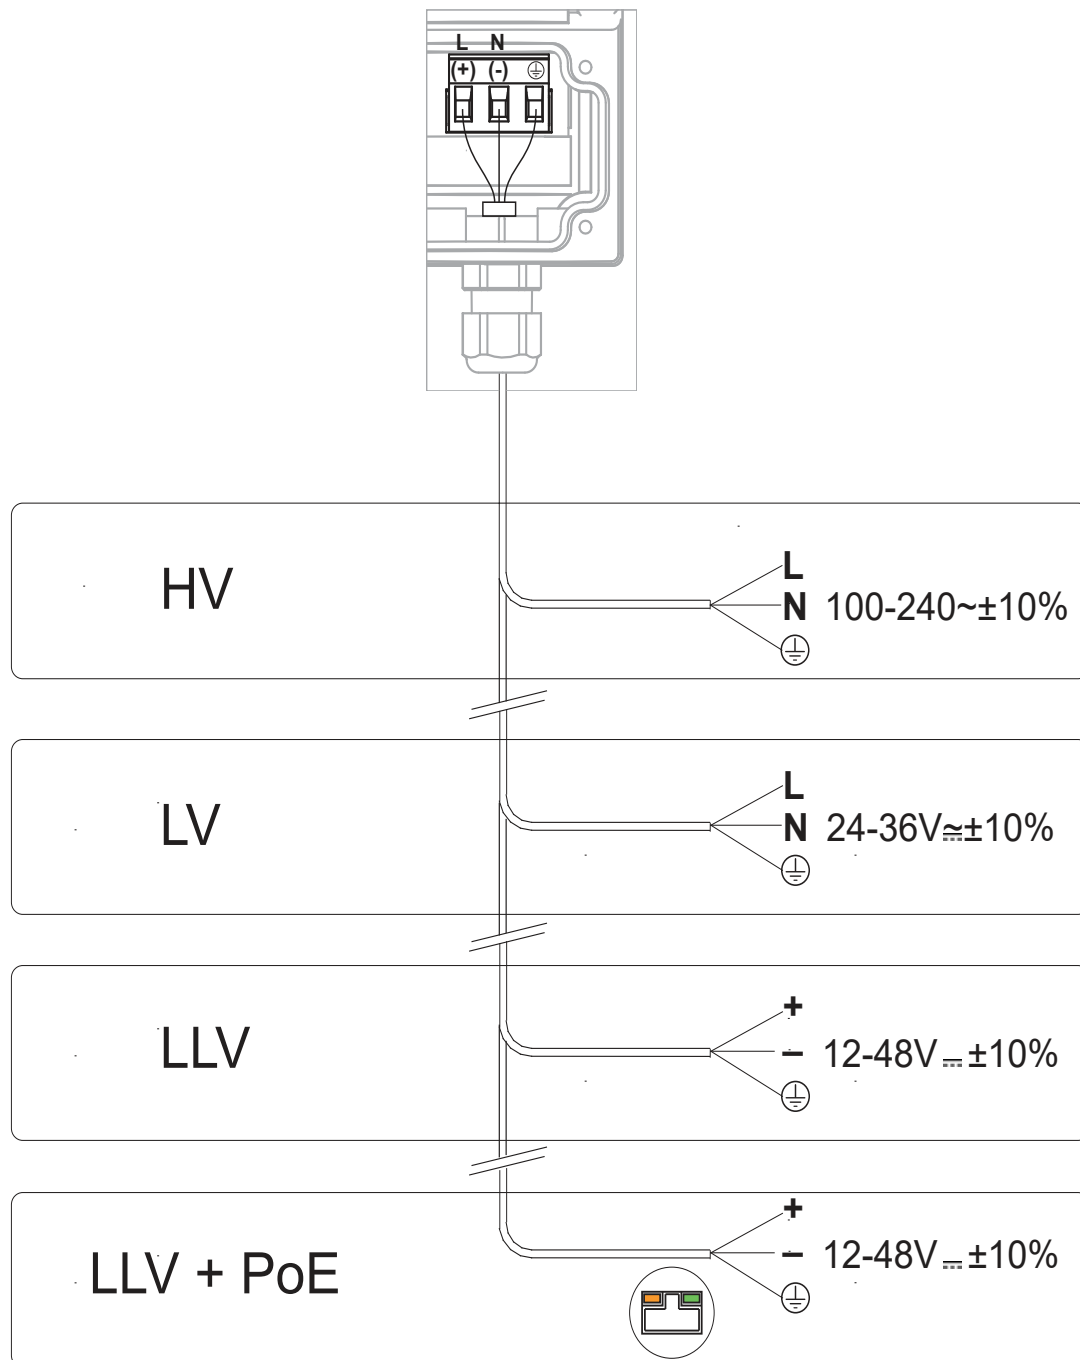 L N
(+) (-)
HV
L
N 100-240~±10%
LV
L
N 24-36V≂±10%
LLV
+
– 12-48V⎓±10%
LLV + PoE
+
– 12-48V⎓±10%